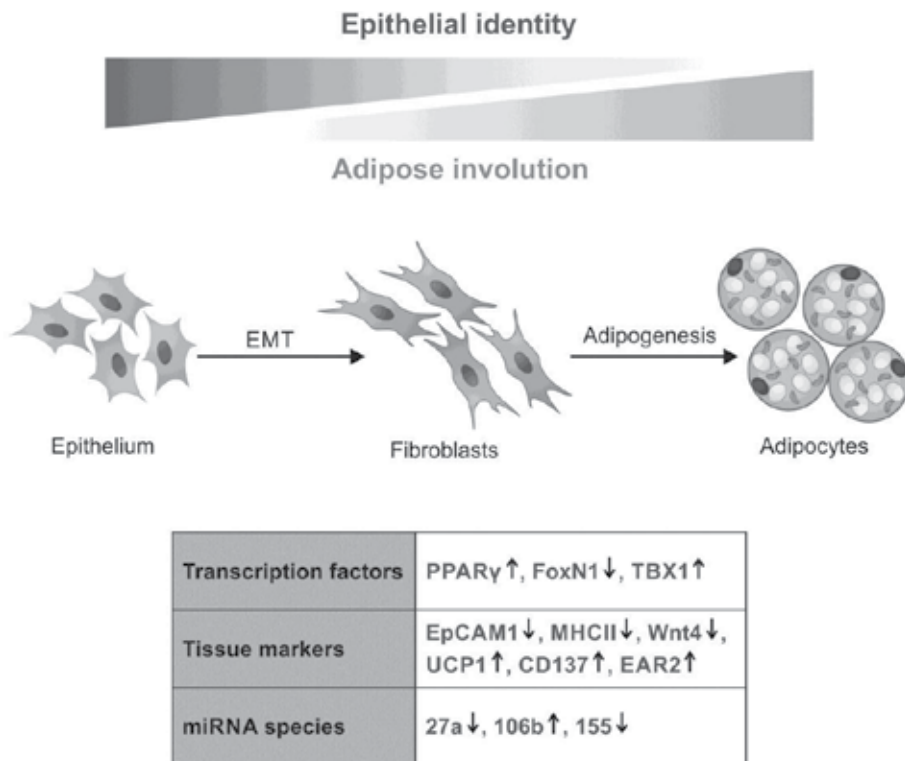 Epithelial identity
Adipose involution
EMT
Adipogenesis
Epithelium
Fibroblasts
Adipocytes
Transcription factors
PPARγ↑, FoxN1↓, TBX1↑
Tissue markers
EpCAM1↓, MHCII↓, Wnt4↓,
UCP1↑, CD137↑, EAR2↑
miRNA species
27a↓, 106b↑, 155↓